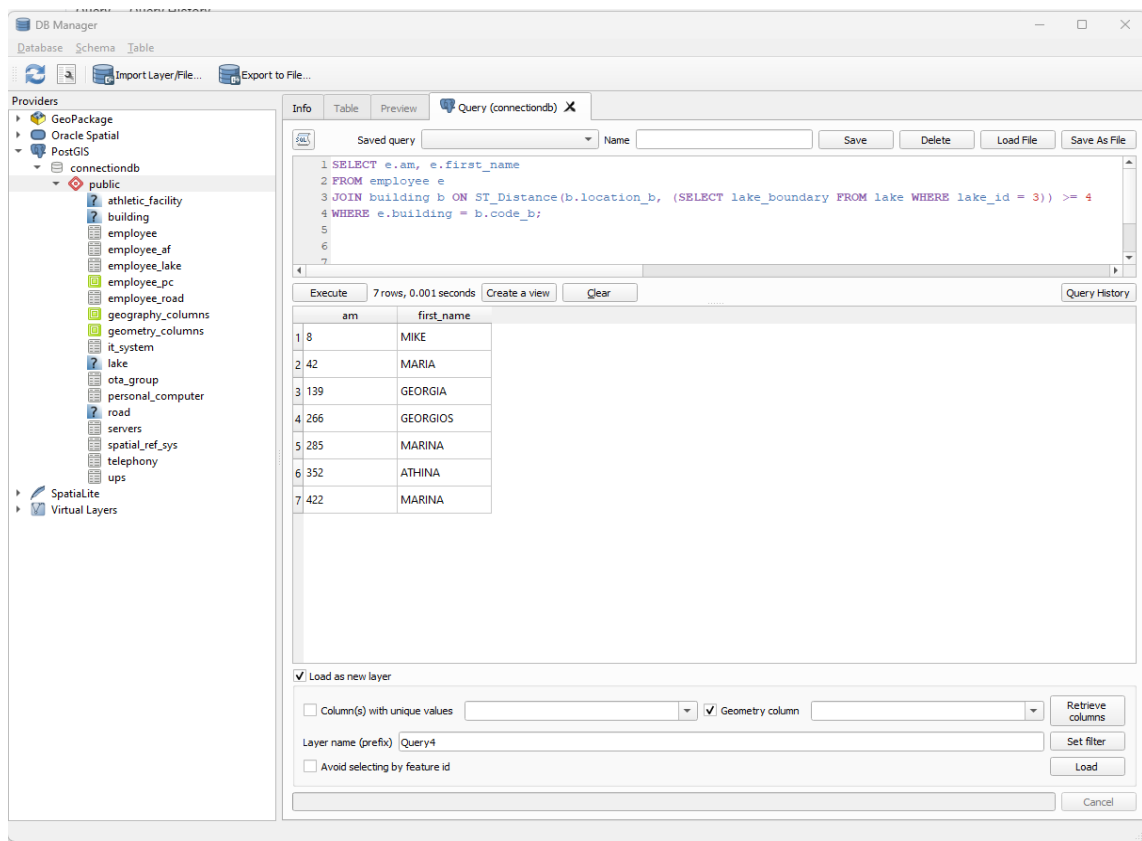 DB Manager
Database Schema Table
Import Layer/File... Export to File...
Providers
GeoPackage
Oracle Spatial
PostGIS
connectiondb
public
athletic_facility
building
employee
employee_af
employee_lake
employee_pc
employee_road
geography_columns
geometry_columns
it_system
lake
ota_group
personal_computer
road
servers
spatial_ref_sys
telephony
ups
SpatiaLite
Virtual Layers
Info Table Preview Query (connectiondb) X
SQL Saved query Name Save Delete Load File Save As File
1 SELECT e.am, e.first_name
2 FROM employee e
3 JOIN building b ON ST_Distance(b.location_b, (SELECT lake_boundary FROM lake WHERE lake_id = 3)) >= 4
4 WHERE e.building = b.code_b;
5
6
7
Execute 7 rows, 0.001 seconds Create a view Clear Query History
am first_name
1 8 MIKE
2 42 MARIA
3 139 GEORGIA
4 266 GEORGIOS
5 285 MARINA
6 352 ATHINA
7 422 MARINA
Load as new layer
Column(s) with unique values Geometry column Retrieve columns
Layer name (prefix) Query4 Set filter
Avoid selecting by feature id Load
Cancel